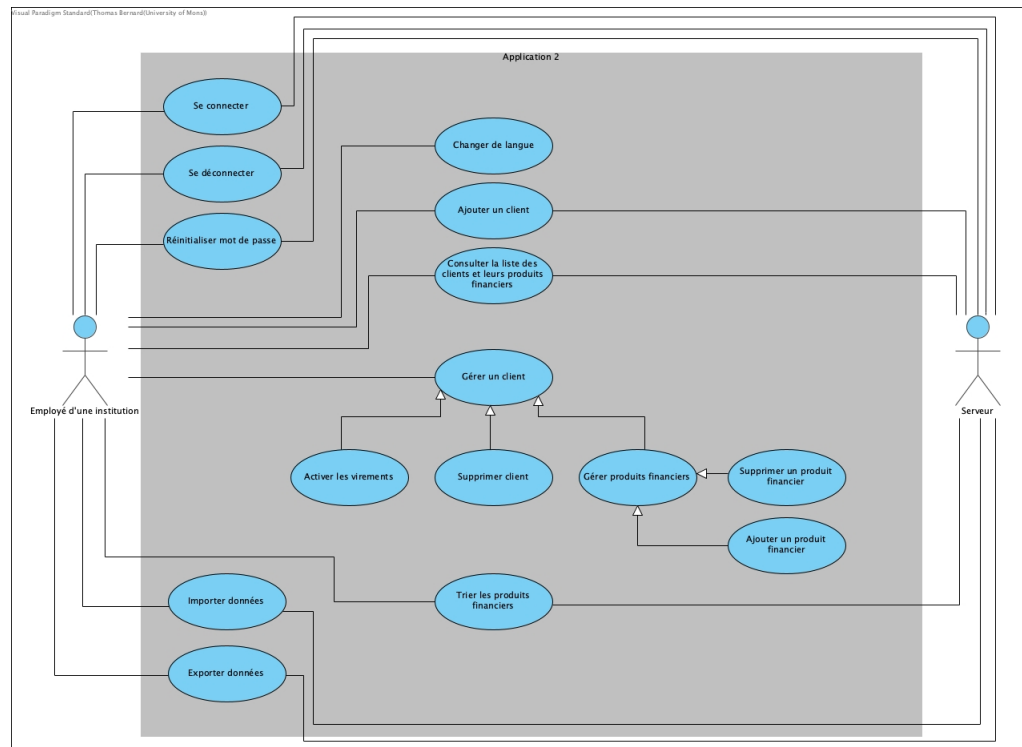 Visual Paradigm Standard(Thomas Bernard(University of Mons))
Application 2
Se connecter
Changer de langue
Se déconnecter
Ajouter un client
Réinitialiser mot de passe
Consulter la liste des
clients et leurs produits
financiers
Gérer un client
Employé d'une institution
Serveur
Activer les virements
Supprimer client
Gérer produits financiers
Supprimer un produit
financier
Ajouter un produit
financier
Importer données
Trier les produits
financiers
Exporter données